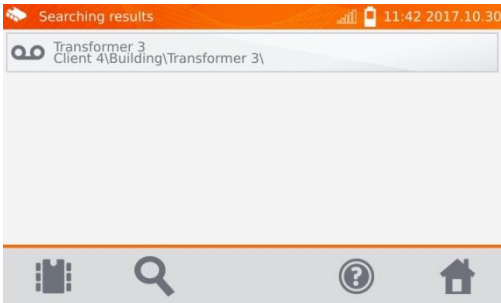 Searching results
11:42 2017.10.30
Transformer 3
Client 4\Building\Transformer 3\